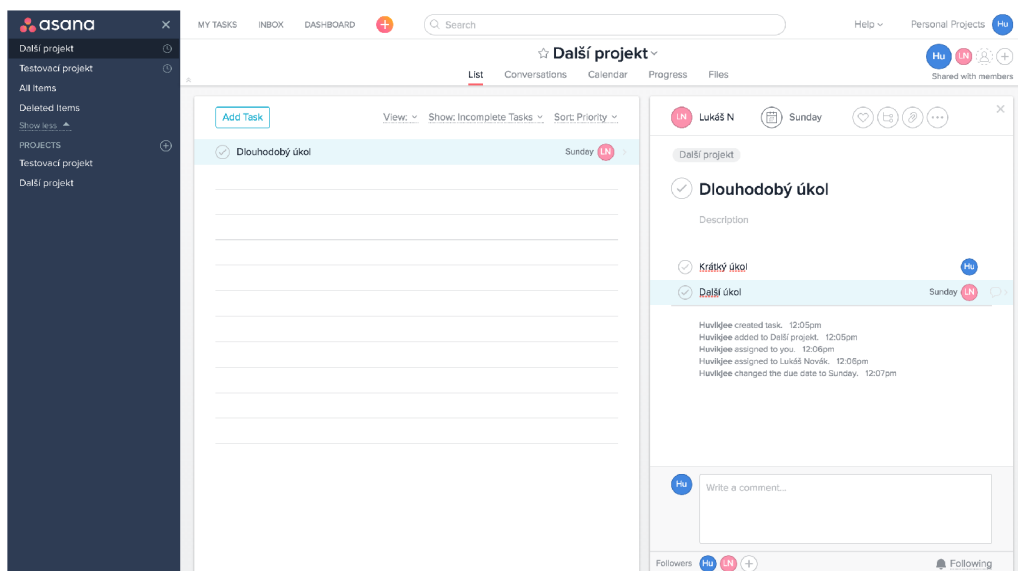 asana
MY TASKS INBOX DASHBOARD Search Help Personal Projects Hu
Další projekt
Testovací projekt
All Items
Deleted Items
Show less
PROJECTS
Testovací projekt
Další projekt
Další projekt
List Conversations Calendar Progress Files
Hu LN
Shared with members
Add Task View: Show: Incomplete Tasks Sort: Priority
Dlouhodobý úkol Sunday LN
LN Lukáš N Sunday
Další projekt
Dlouhodobý úkol
Description
Krátký úkol Hu
Další úkol Sunday LN
Huvikjee created task. 12:05pm
Huvikjee added to Další projekt. 12:05pm
Huvikjee assigned to you. 12:06pm
Huvikjee assigned to Lukáš Novák. 12:06pm
Huvikjee changed the due date to Sunday. 12:07pm
Hu Write a comment...
Followers Hu LN Following